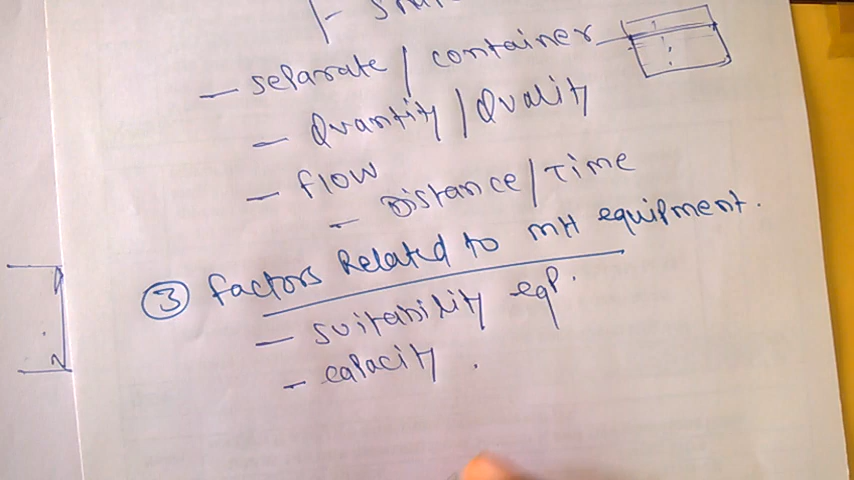 - separate / container
- Quantity / Quality
- flow
- Distance / Time
③ factors Related to MH equipment.
- suitability eqp.
- capacity .